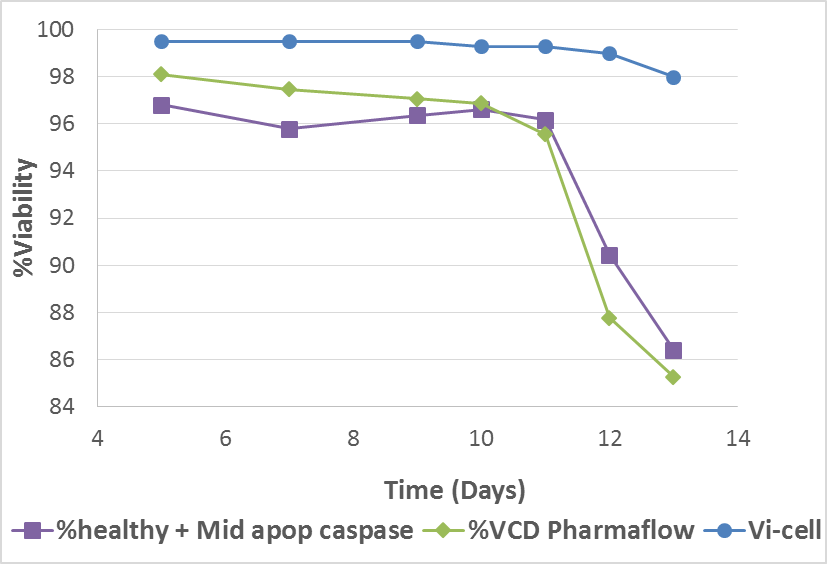 100
98
96
94
92
90
88
86
84
%Viability
4 6 8 10 12 14
Time (Days)
%healthy + Mid apop caspase %VCD Pharmaflow Vi-cell